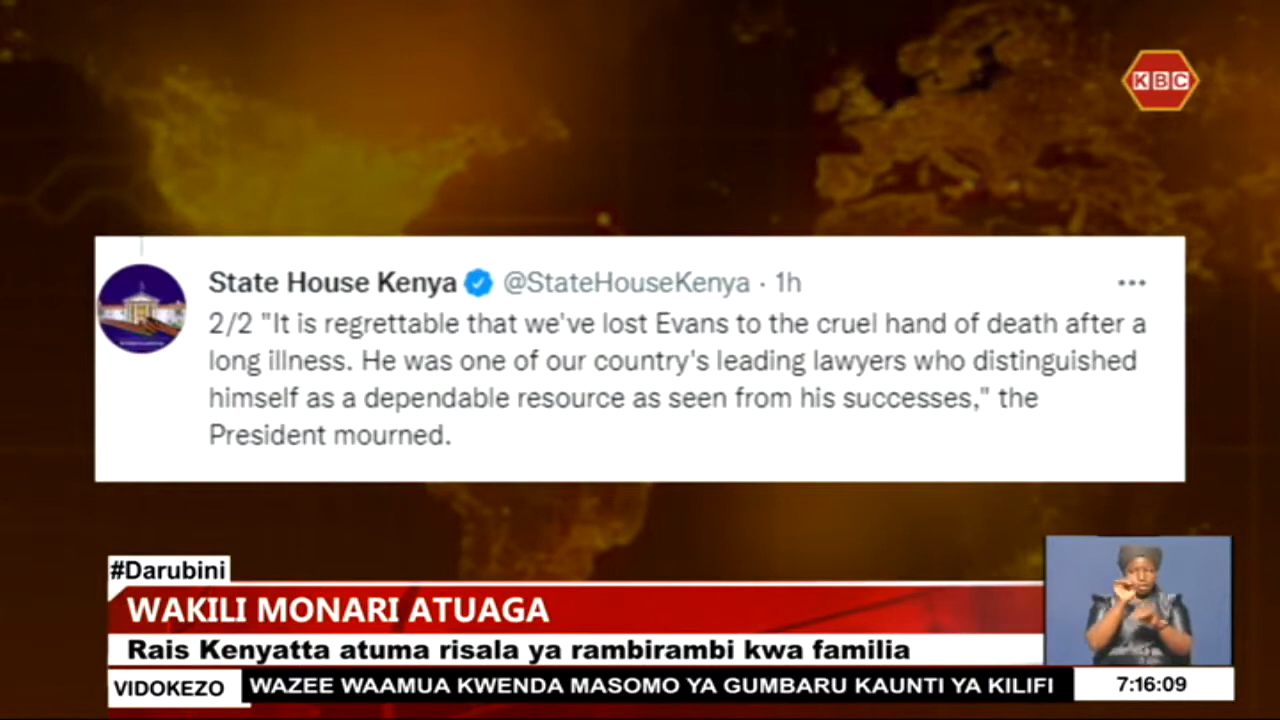 KBC
State House Kenya @StateHouseKenya · 1h
2/2 "It is regrettable that we've lost Evans to the cruel hand of death after a
long illness. He was one of our country's leading lawyers who distinguished
himself as a dependable resource as seen from his successes," the
President mourned.
#Darubini
WAKILI MONARI ATUAGA
Rais Kenyatta atuma risala ya rambirambi kwa familia
VIDOKEZO WAZEE WAAMUA KWENDA MASOMO YA GUMBARU KAUNTI YA KILIFI 7:16:09